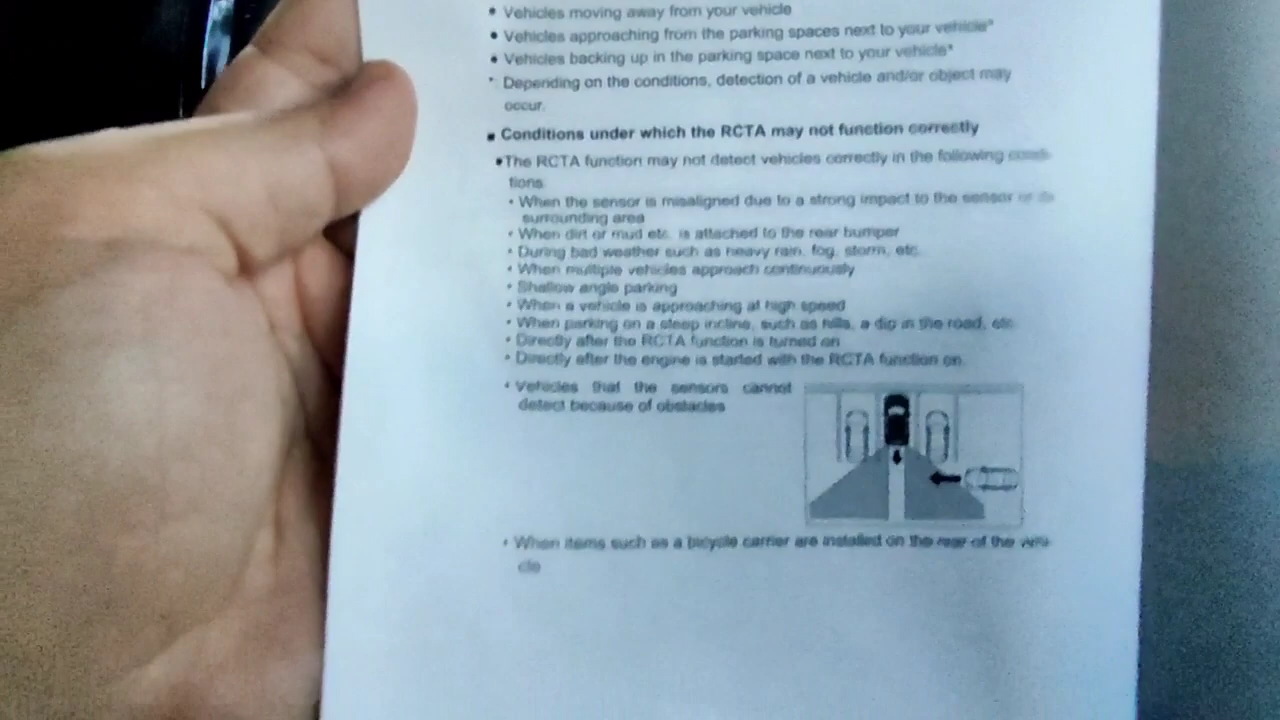 • Vehicles moving away from your vehicle
• Vehicles approaching from the parking spaces next to your vehicle*
• Vehicles backing up in the parking space next to your vehicle*
*: Depending on the conditions, detection of a vehicle and/or object may
occur.
■ Conditions under which the RCTA may not function correctly
•The RCTA function may not detect vehicles correctly in the following condi-
tions
• When the sensor is misaligned due to a strong impact to the sensor or its
surrounding area
• When dirt or mud etc. is attached to the rear bumper
• During bad weather such as heavy rain, fog, storm, etc.
• When multiple vehicles approach continuously
• Shallow angle parking
• When a vehicle is approaching at high speed
• When parking on a steep incline, such as hills, a dip in the road, etc.
• Directly after the RCTA function is turned on
• Directly after the engine is started with the RCTA function on
• Vehicles that the sensors cannot
detect because of obstacles
• When items such as a bicycle carrier are installed on the rear of the vehi-
cle